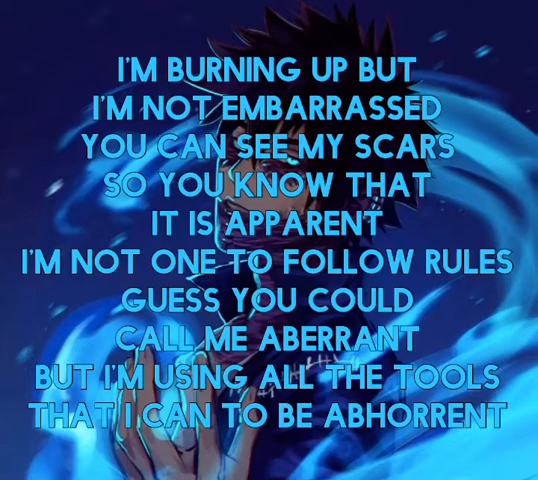 I'M BURNING UP BUT
I'M NOT EMBARRASSED
YOU CAN SEE MY SCARS
SO YOU KNOW THAT
IT IS APPARENT
I'M NOT ONE TO FOLLOW RULES
GUESS YOU COULD
CALL ME ABERRANT
BUT I'M USING ALL THE TOOLS
THAT I CAN TO BE ABHORRENT